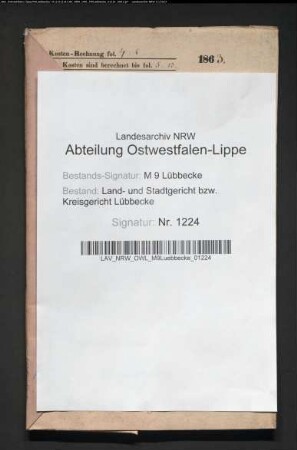 Kosten-Rechnung fol.
1863.
Kosten sind berechnet bis fol.
Landesarchiv NRW
Abteilung Ostwestfalen-Lippe
Bestands-Signatur: M 9 Lübbecke
Bestand: Land- und Stadtgericht bzw.
Kreisgericht Lübbecke
Signatur: Nr. 1224
LAV_NRW_OWL_M9Luebbecke_01224